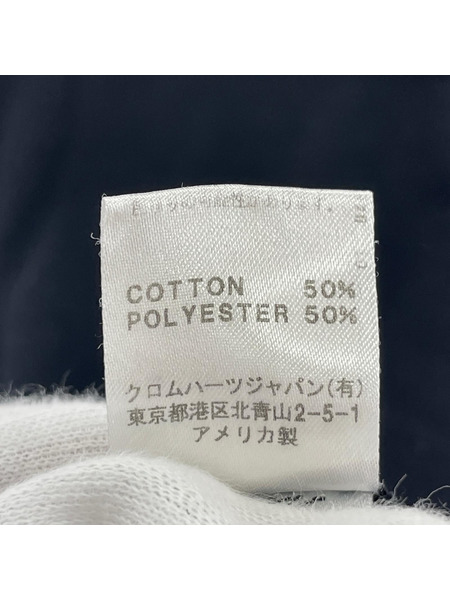 COTTON 50%
POLYESTER 50%
クロムハーツジャパン(有)
東京都港区北青山2-5-1
アメリカ製